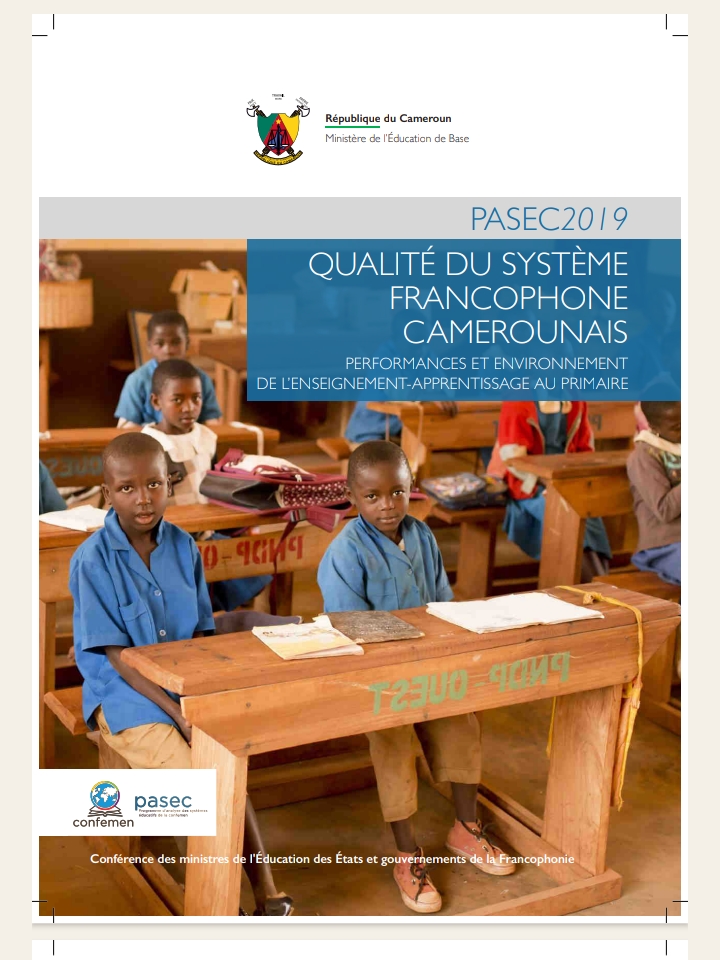 TRAVAIL
République du Cameroun
Ministère de l'Éducation de Base
PASEC2019
QUALITÉ DU SYSTÈME
FRANCOPHONE
CAMEROUNAIS
PERFORMANCES ET ENVIRONNEMENT
DE L'ENSEIGNEMENT-APPRENTISSAGE AU PRIMAIRE
PNDP-OU
PNDP-OUEST
confemen
pasec
Programme d'analyse des systèmes
éducatifs de la confemen
Conférence des ministres de l'Éducation des États et gouvernements de la Francophonie